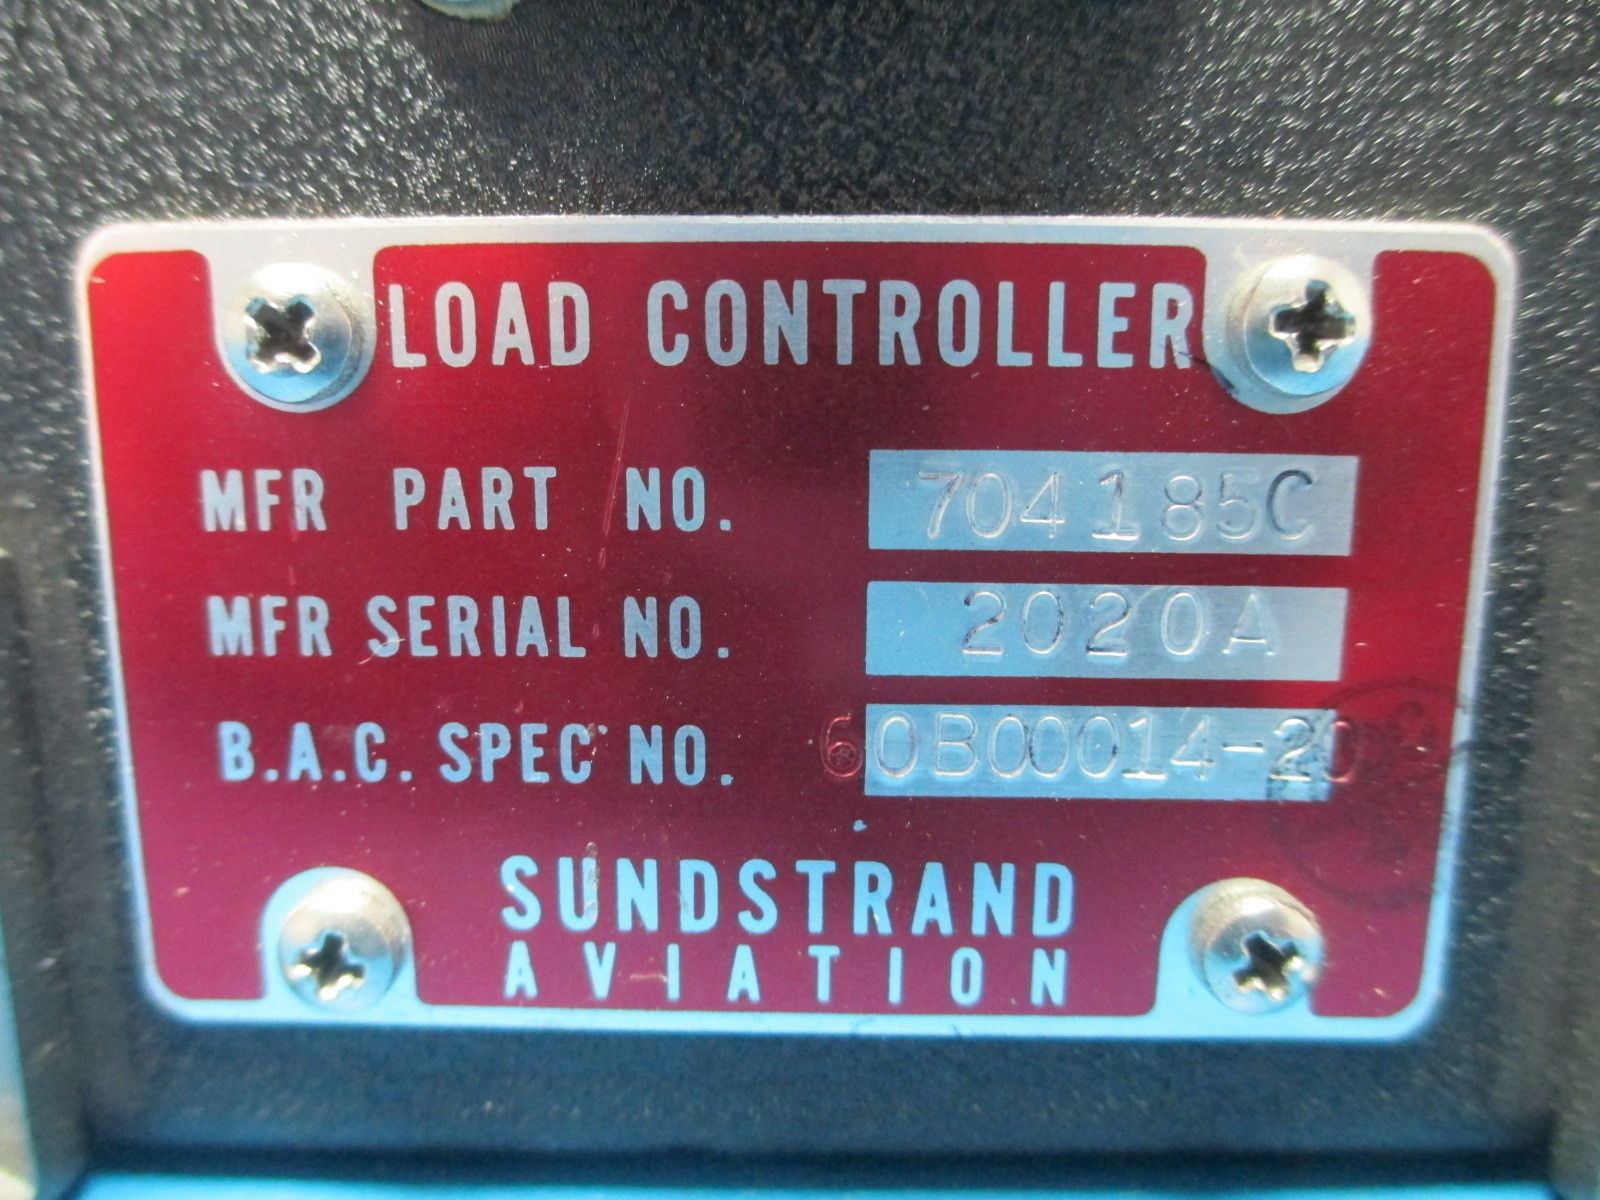 LOAD CONTROLLER
MFR PART NO. 704185C
MFR SERIAL NO. 2020A
B.A.C. SPEC NO. 60B00014-20
SUNDSTRAND
AVIATION